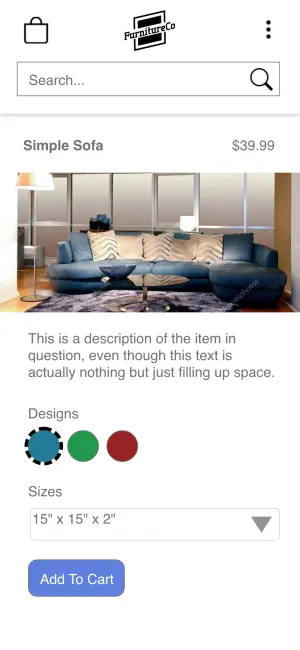 FurnitureCo
Search...
Simple Sofa $39.99
This is a description of the item in
question, even though this text is
actually nothing but just filling up space.
Designs
Sizes
15" x 15" x 2"
Add To Cart